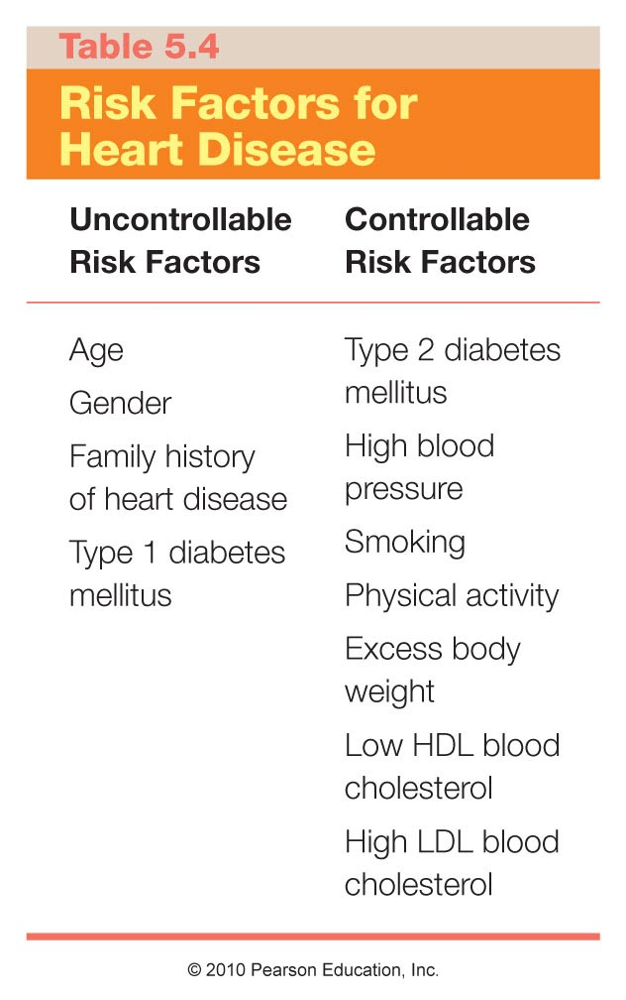 Table 5.4
Risk Factors for
Heart Disease
Uncontrollable
Risk Factors
Controllable
Risk Factors
Age
Gender
Family history
of heart disease
Type 1 diabetes
mellitus
Type 2 diabetes
mellitus
High blood
pressure
Smoking
Physical activity
Excess body
weight
Low HDL blood
cholesterol
High LDL blood
cholesterol
© 2010 Pearson Education, Inc.